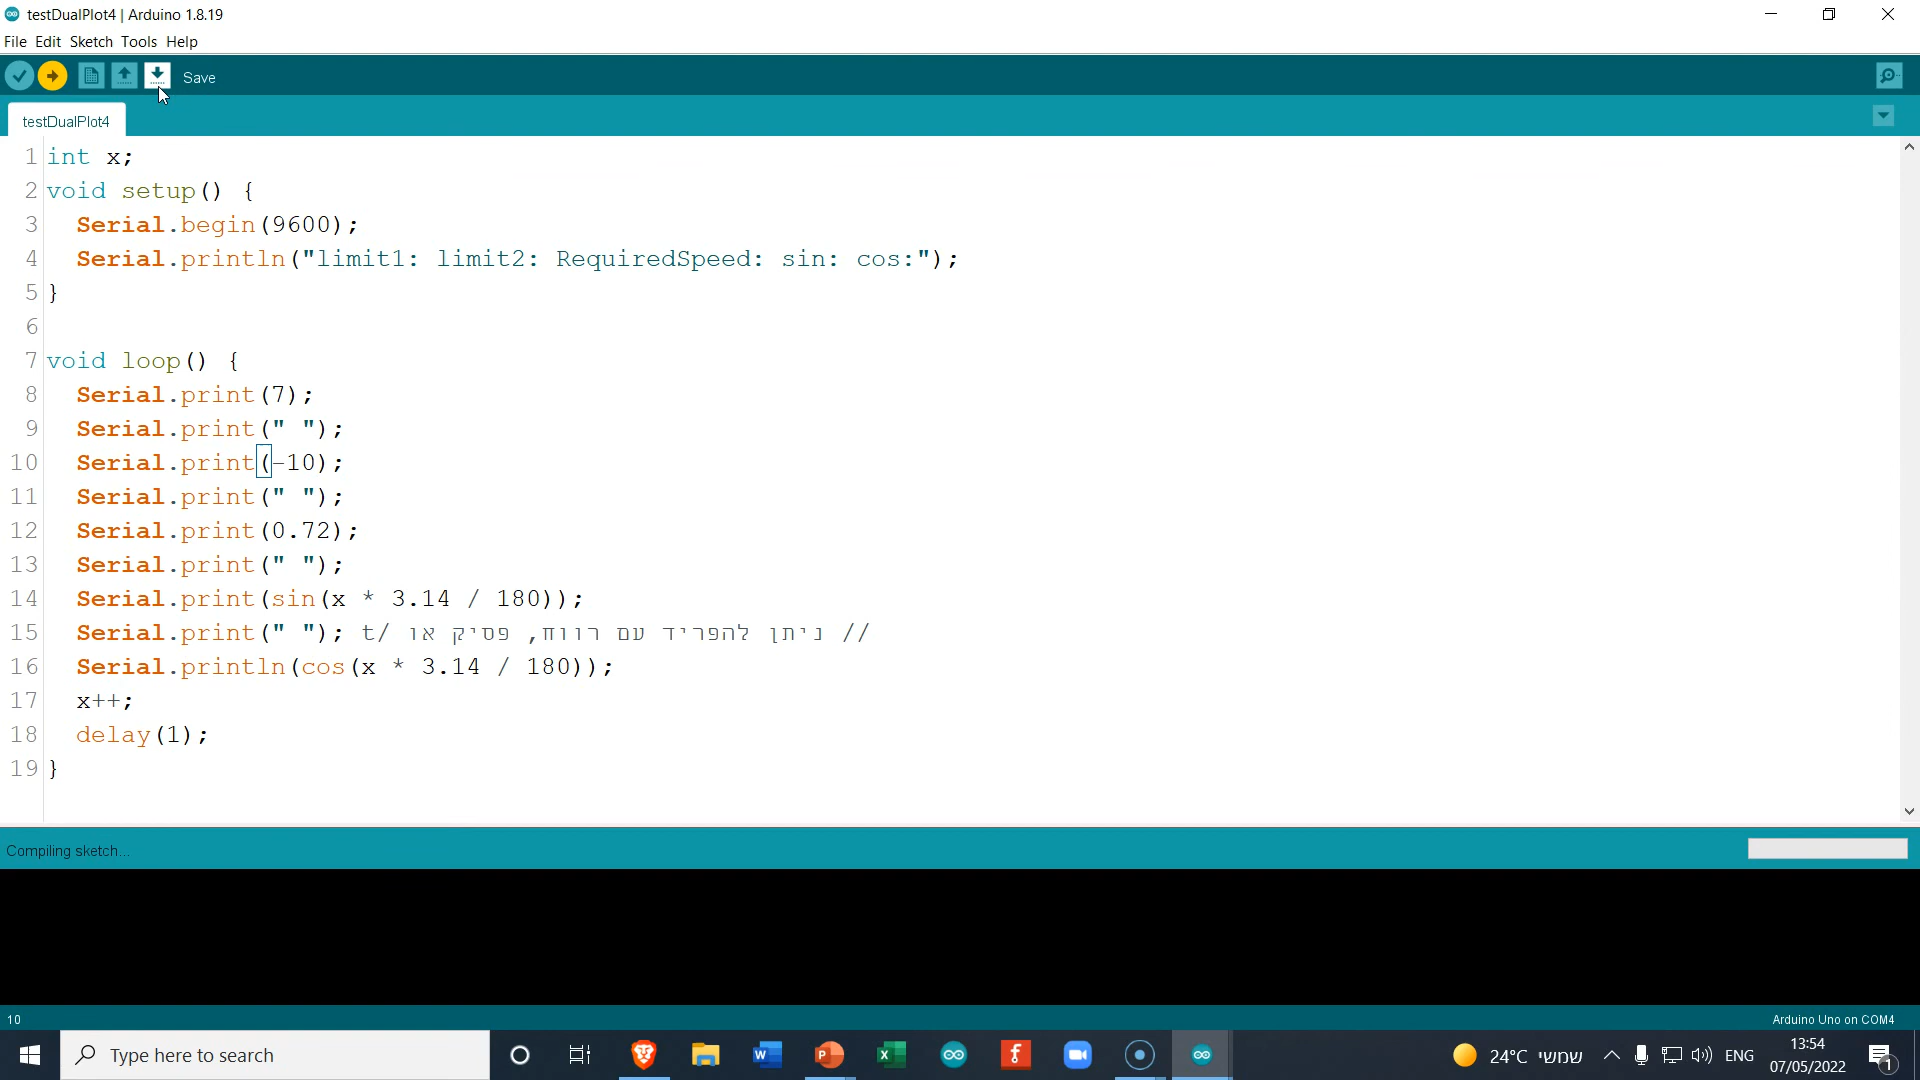 testDualPlot4 | Arduino 1.8.19
File Edit Sketch Tools Help
Save
testDualPlot4
1 int x;
2 void setup() {
3 Serial.begin(9600);
4 Serial.println("limit1: limit2: RequiredSpeed: sin: cos:");
5 }
6
7 void loop() {
8 Serial.print(7);
9 Serial.print(" ");
10 Serial.print(-10);
11 Serial.print(" ");
12 Serial.print(0.72);
13 Serial.print(" ");
14 Serial.print(sin(x * 3.14 / 180));
15 Serial.print(" "); // ניתן להפריד עם רווח, פסיק או /t
16 Serial.println(cos(x * 3.14 / 180));
17 x++;
18 delay(1);
19 }
Compiling sketch...
10
Arduino Uno on COM4
Type here to search
24°C שמשי
ENG
13:54
07/05/2022
1